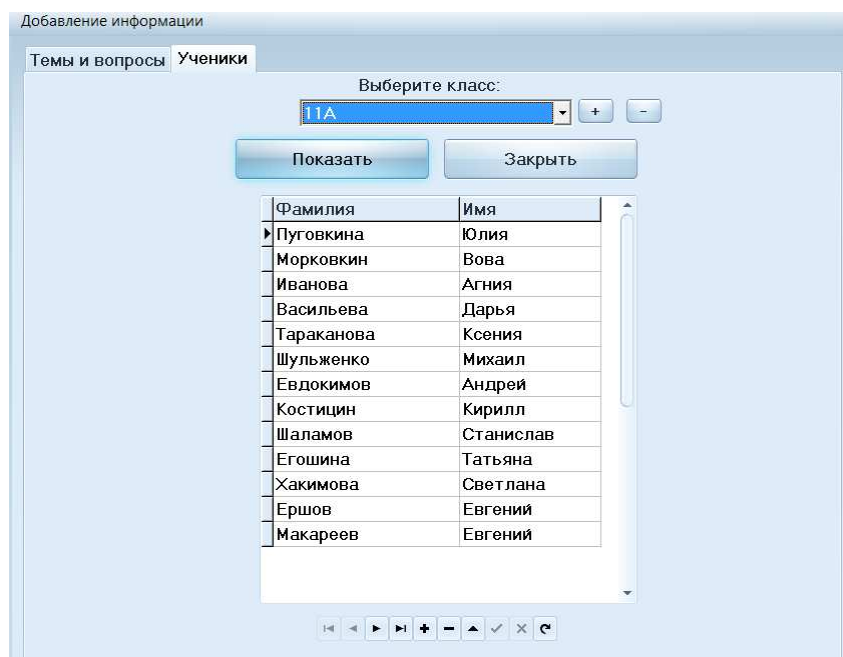 Добавление информации
Темы и вопросы Ученики
Выберите класс:
11А + -
Показать Закрыть
Фамилия Имя
Пуговкина Юлия
Морковкин Вова
Иванова Агния
Васильева Дарья
Тараканова Ксения
Шульженко Михаил
Евдокимов Андрей
Костицин Кирилл
Шаламов Станислав
Егошина Татьяна
Хакимова Светлана
Ершов Евгений
Макареев Евгений